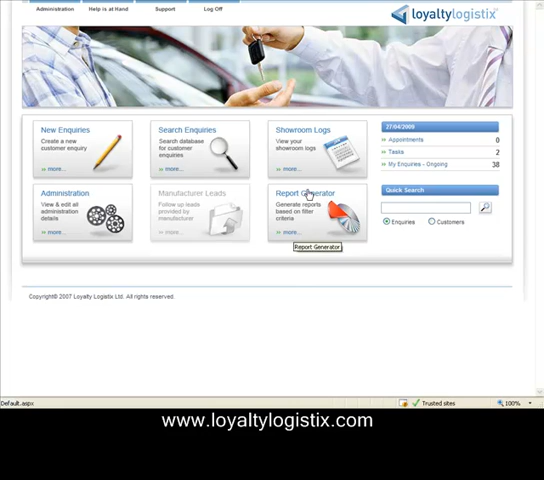 Administration Help is at Hand Support Log Off
loyaltylogistix
New Enquiries
Create a new
customer enquiry
more...
Search Enquiries
Search database
for customer
enquiries
more...
Showroom Logs
View your
showroom logs
more...
27/04/2009
Appointments 0
Tasks 2
My Enquiries - Ongoing 38
Administration
View & edit all
administration
details
more...
Manufacturer Leads
Follow up leads
provided by
manufacturer
more...
Report Generator
Generate reports
based on filter
criteria
more...
Report Generator
Quick Search
Enquiries Customers
Copyright© 2007 Loyalty Logistix Ltd. All rights reserved.
Default.aspx Trusted sites 100%
www.loyaltylogistix.com